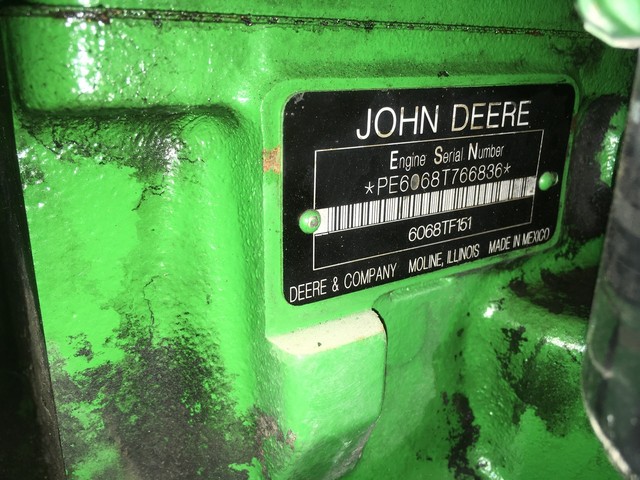 JOHN DEERE
Engine Serial Number
*PE6068T766836*
6068TF151
DEERE & COMPANY MOLINE, ILLINOIS MADE IN MEXICO